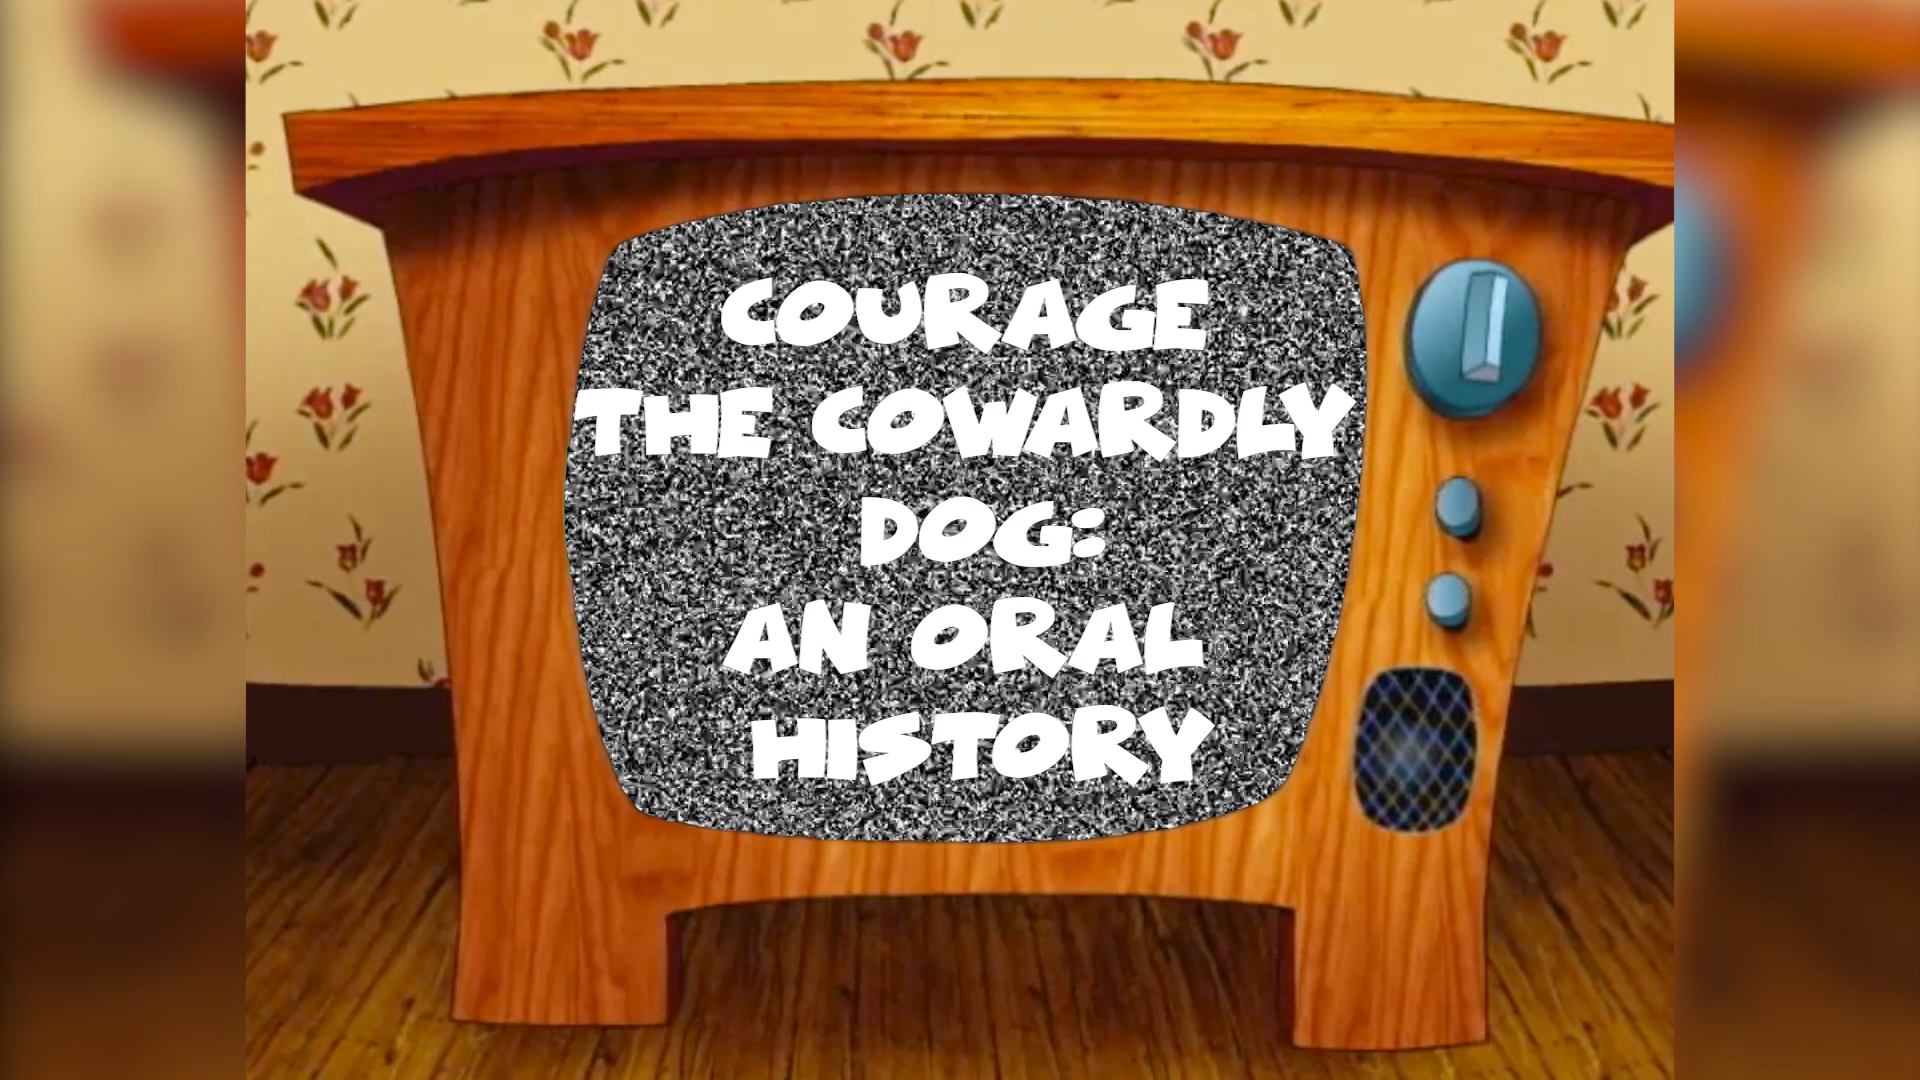 COURAGE
THE COWARDLY
DOG:
AN ORAL
HISTORY